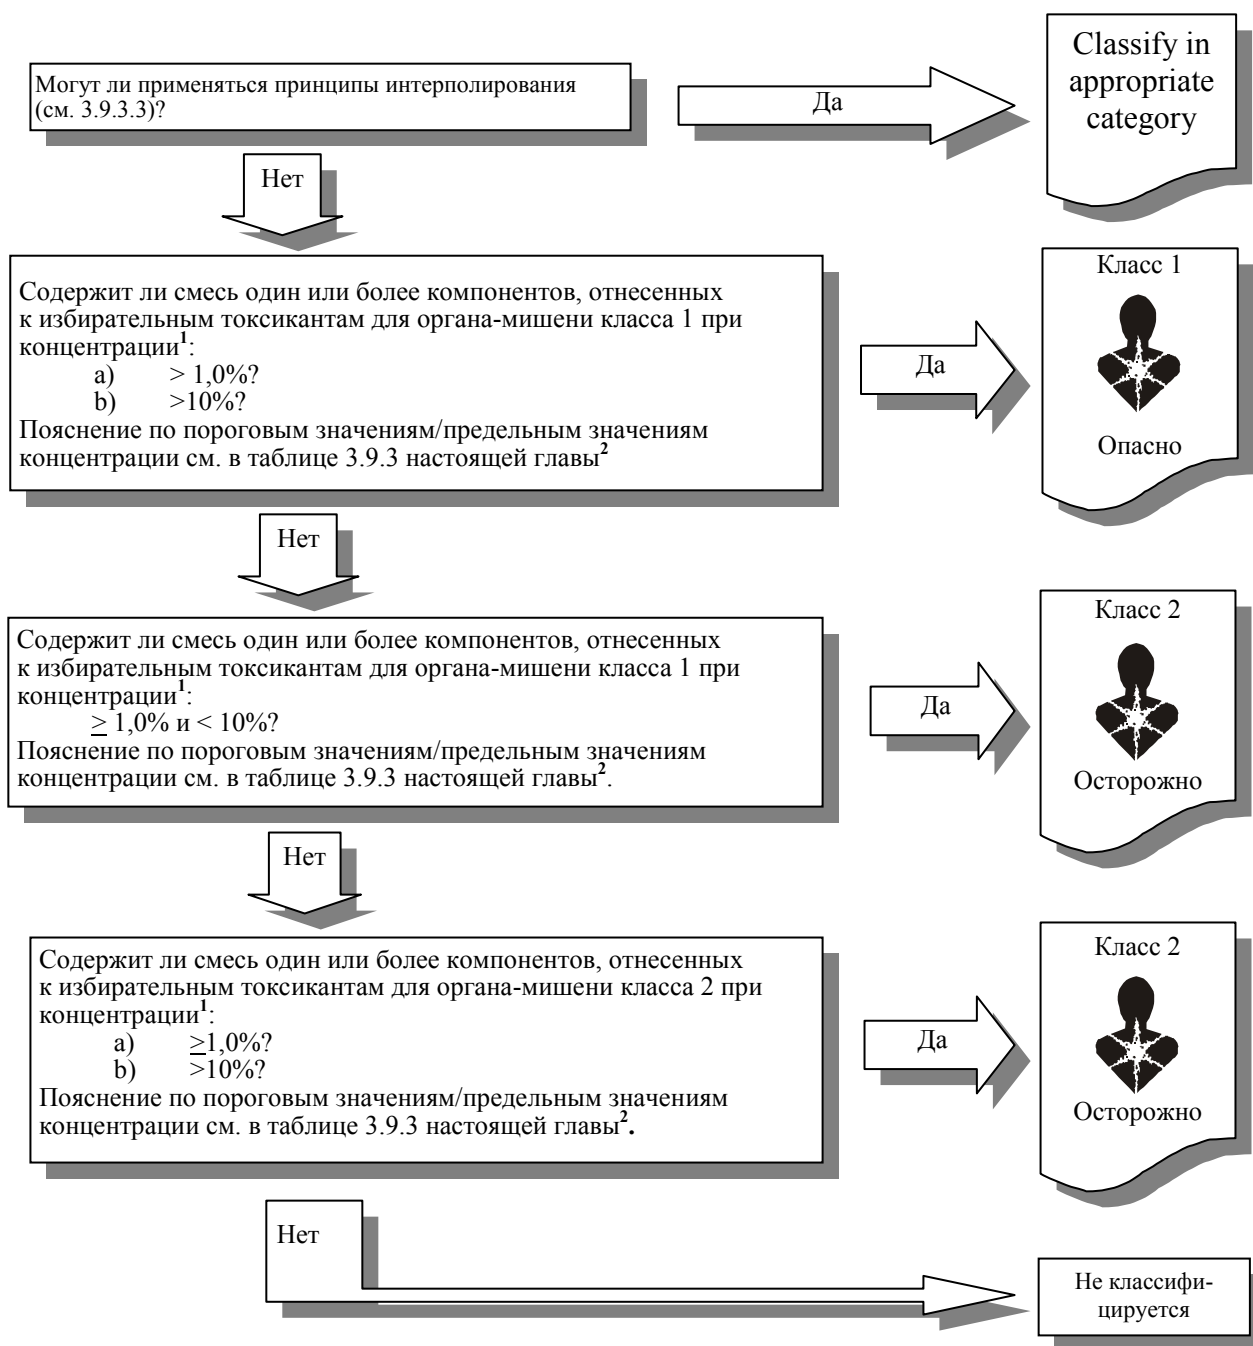 Могут ли применяться принципы интерполирования
(см. 3.9.3.3)?
Да
Classify in
appropriate
category
Нет
Содержит ли смесь один или более компонентов, отнесенных
к избирательным токсикантам для органа-мишени класса 1 при
концентрации¹:
a) > 1,0%?
b) >10%?
Пояснение по пороговым значениям/предельным значениям
концентрации см. в таблице 3.9.3 настоящей главы²
Да
Класс 1
Опасно
Нет
Содержит ли смесь один или более компонентов, отнесенных
к избирательным токсикантам для органа-мишени класса 1 при
концентрации¹:
≥ 1,0% и < 10%?
Пояснение по пороговым значениям/предельным значениям
концентрации см. в таблице 3.9.3 настоящей главы².
Да
Класс 2
Осторожно
Нет
Содержит ли смесь один или более компонентов, отнесенных
к избирательным токсикантам для органа-мишени класса 2 при
концентрации¹:
a) ≥1,0%?
b) >10%?
Пояснение по пороговым значениям/предельным значениям
концентрации см. в таблице 3.9.3 настоящей главы².
Да
Класс 2
Осторожно
Нет
Не классифи-
цируется